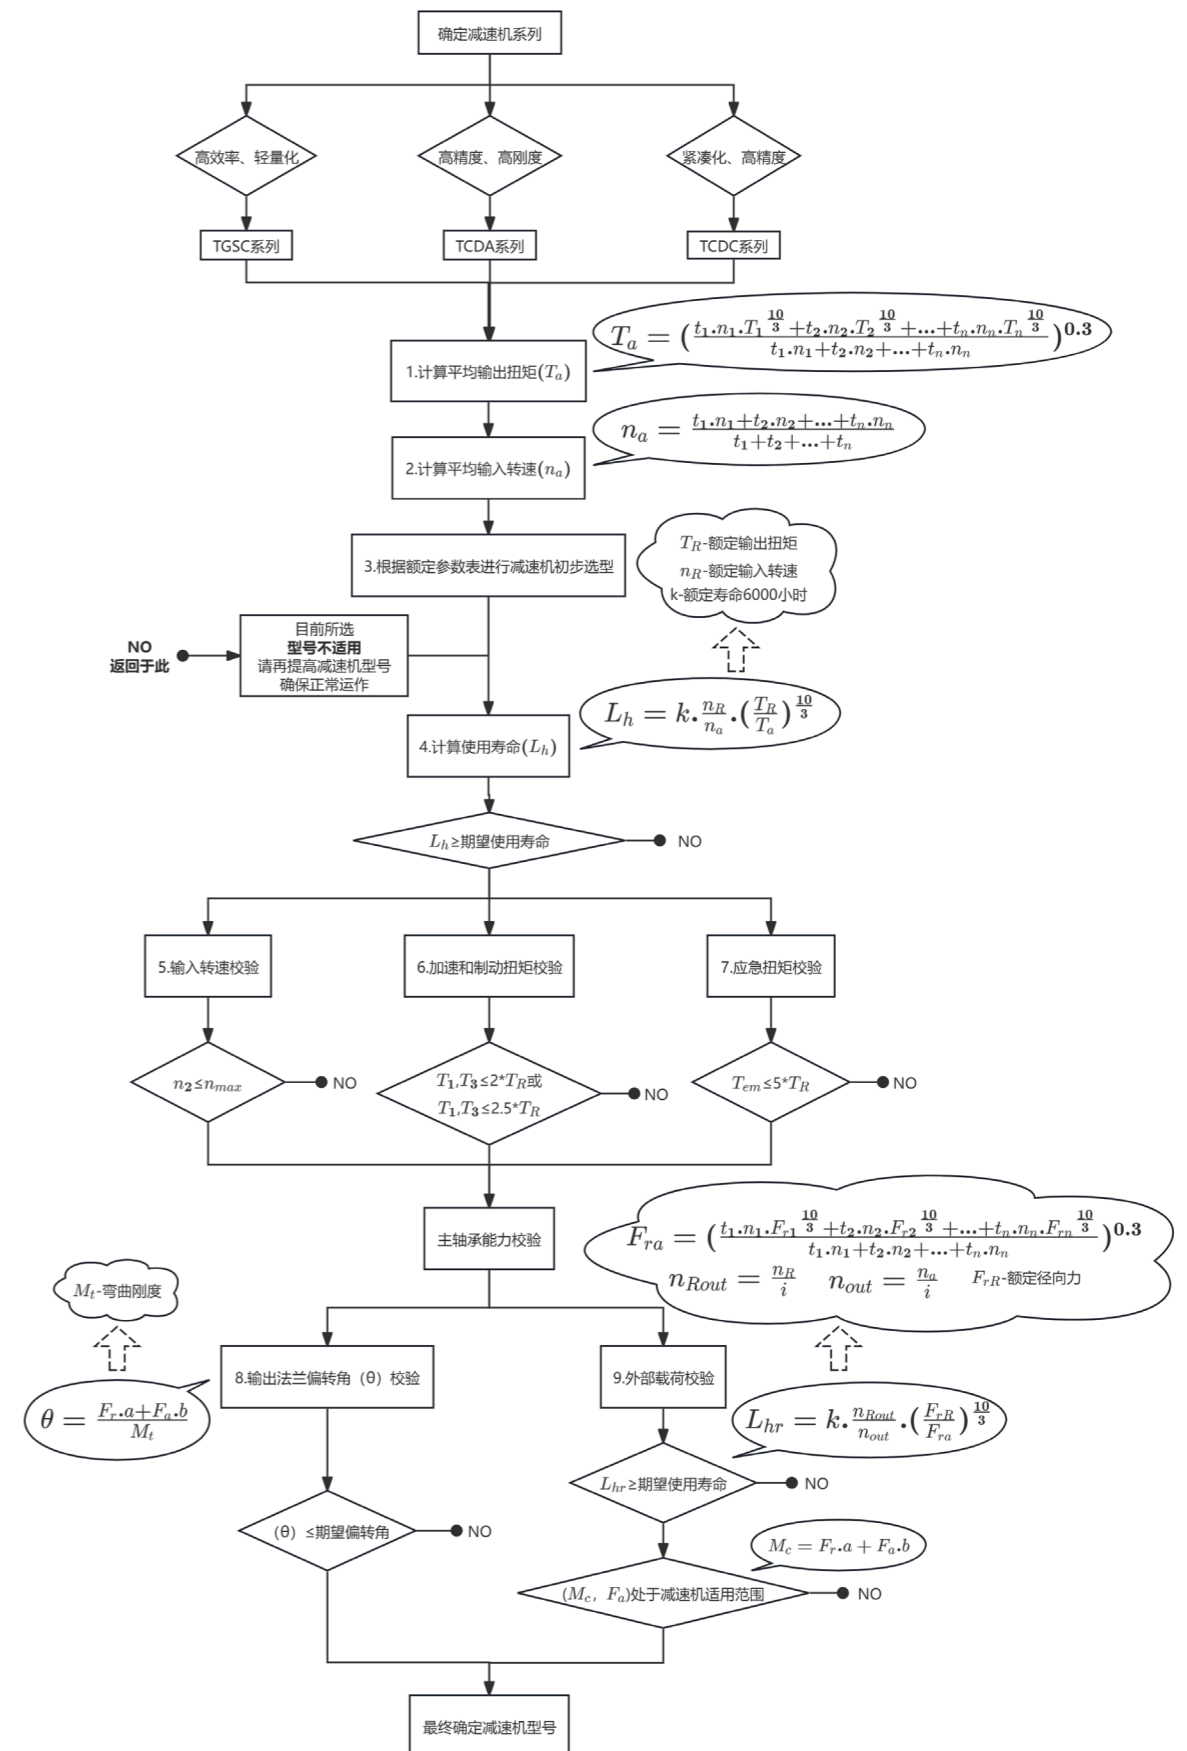 确定减速机系列
高效率、轻量化
高精度、高刚度
紧凑化、高精度
TGSC系列
TCDA系列
TCDC系列
1.计算平均输出扭矩(Tₐ)
Tₐ = ((t₁.n₁.T₁^(10/3)+t₂.n₂.T₂^(10/3)+...+tₙ.nₙ.Tₙ^(10/3))/(t₁.n₁+t₂.n₂+...+tₙ.nₙ))^0.3
2.计算平均输入转速(nₐ)
nₐ = (t₁.n₁+t₂.n₂+...+tₙ.nₙ)/(t₁+t₂+...+tₙ)
3.根据额定参数表进行减速机初步选型
T_R-额定输出扭矩
n_R-额定输入转速
k-额定寿命6000小时
NO
返回于此
目前所选
型号不适用
请再提高减速机型号
确保正常运作
4.计算使用寿命(L_h)
L_h = k.(n_R/n_a).(T_R/T_a)^(10/3)
L_h≥期望使用寿命
NO
5.输入转速校验
6.加速和制动扭矩校验
7.应急扭矩校验
n₂≤n_max
NO
T₁,T₃≤2*T_R或
T₁,T₃≤2.5*T_R
NO
T_em≤5*T_R
NO
主轴承能力校验
F_ra = ((t₁.n₁.F_r1^(10/3)+t₂.n₂.F_r2^(10/3)+...+tₙ.nₙ.F_rn^(10/3))/(t₁.n₁+t₂.n₂+...+tₙ.nₙ))^0.3
n_Rout = n_R/i n_out = n_a/i F_rR-额定径向力
M_t-弯曲刚度
8.输出法兰偏转角（θ）校验
9.外部载荷校验
θ = (F_r.a+F_a.b)/M_t
L_hr = k.(n_Rout/n_out).(F_rR/F_ra)^(10/3)
L_hr≥期望使用寿命
NO
（θ）≤期望偏转角
NO
M_c = F_r.a + F_a.b
(M_c，F_a)处于减速机适用范围
NO
最终确定减速机型号